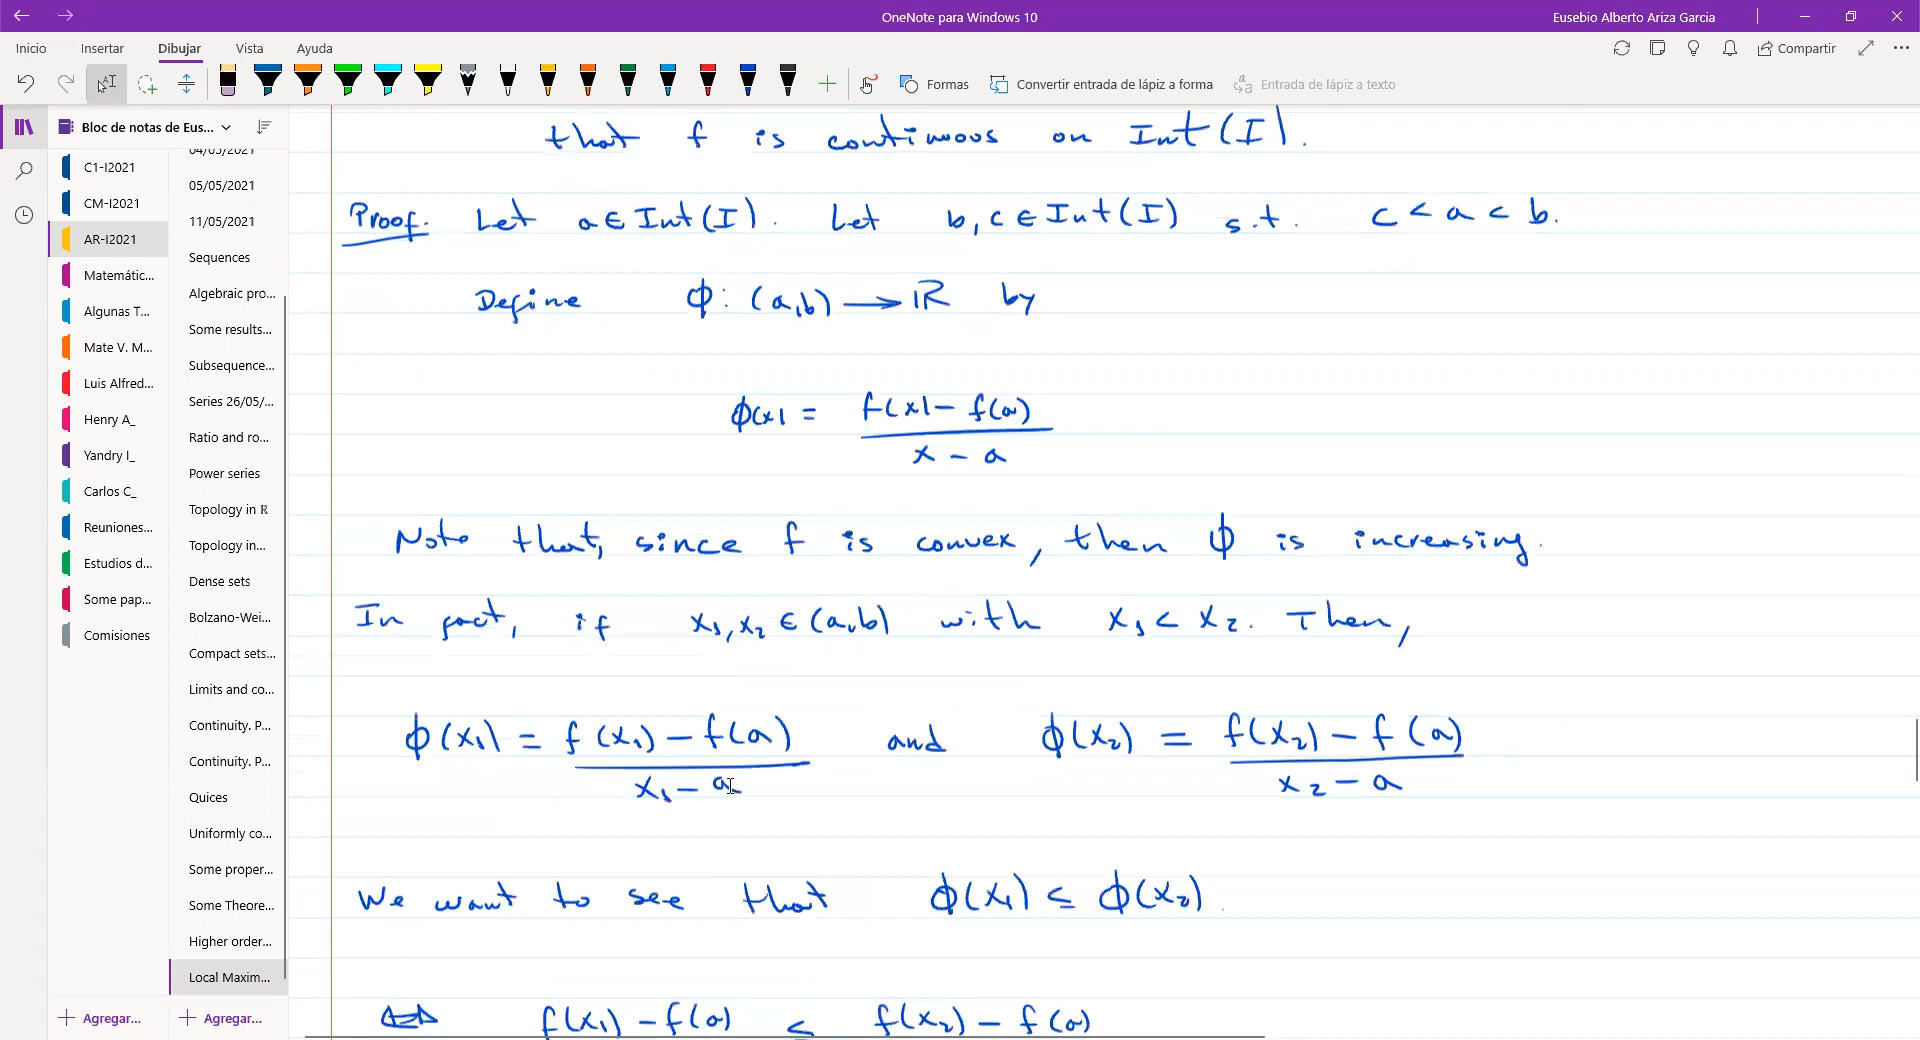 OneNote para Windows 10
Eusebio Alberto Ariza Garcia
Inicio Insertar Dibujar Vista Ayuda
Compartir
Formas
Convertir entrada de lápiz a forma
Entrada de lápiz a texto
Bloc de notas de Eus...
C1-I2021
CM-I2021
AR-I2021
Matemátic...
Algunas T...
Mate V. M...
Luis Alfred...
Henry A_
Yandry I_
Carlos C_
Reuniones...
Estudios d...
Some pap...
Comisiones
Agregar...
04/05/2021
05/05/2021
11/05/2021
Sequences
Algebraic pro...
Some results...
Subsequence...
Series 26/05/...
Ratio and ro...
Power series
Topology in ℝ
Topology in...
Dense sets
Bolzano-Wei...
Compact sets...
Limits and co...
Continuity. P...
Continuity. P...
Quices
Uniformly co...
Some proper...
Some Theore...
Higher order...
Local Maxim...
Agregar...
that f is continuous on Int(I).
Proof. Let a ∈ Int(I). Let b, c ∈ Int(I) s.t. c < a < b.
Define ϕ: (a,b) → ℝ by
ϕ(x) = f(x) - f(a)
x - a
Note that, since f is convex, then ϕ is increasing.
In fact, if x₁, x₂ ∈ (a,b) with x₁ < x₂. Then,
ϕ(x₁) = f(x₁) - f(a) and ϕ(x₂) = f(x₂) - f(a)
x₁ - a x₂ - a
We want to see that ϕ(x₁) ≤ ϕ(x₂).
⇔ f(x₁) - f(a) ≤ f(x₂) - f(a)